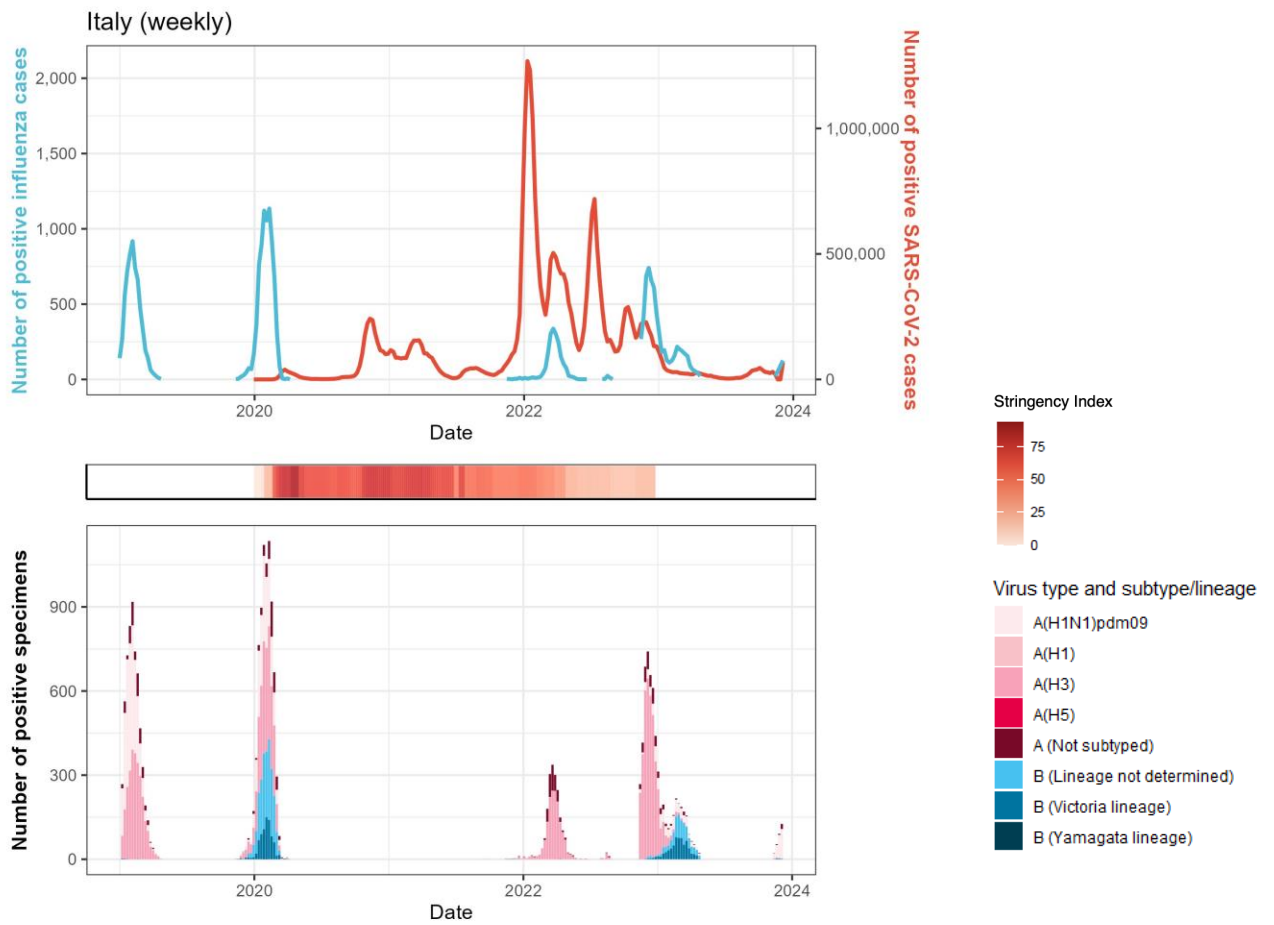 Italy (weekly)
Number of positive influenza cases
2,000
1,500
1,000
500
0
1,000,000
500,000
0
Number of positive SARS-CoV-2 cases
2020
2022
2024
Date
Number of positive specimens
900
600
300
0
2020
2022
2024
Date
Stringency Index
75
50
25
0
Virus type and subtype/lineage
A(H1N1)pdm09
A(H1)
A(H3)
A(H5)
A (Not subtyped)
B (Lineage not determined)
B (Victoria lineage)
B (Yamagata lineage)